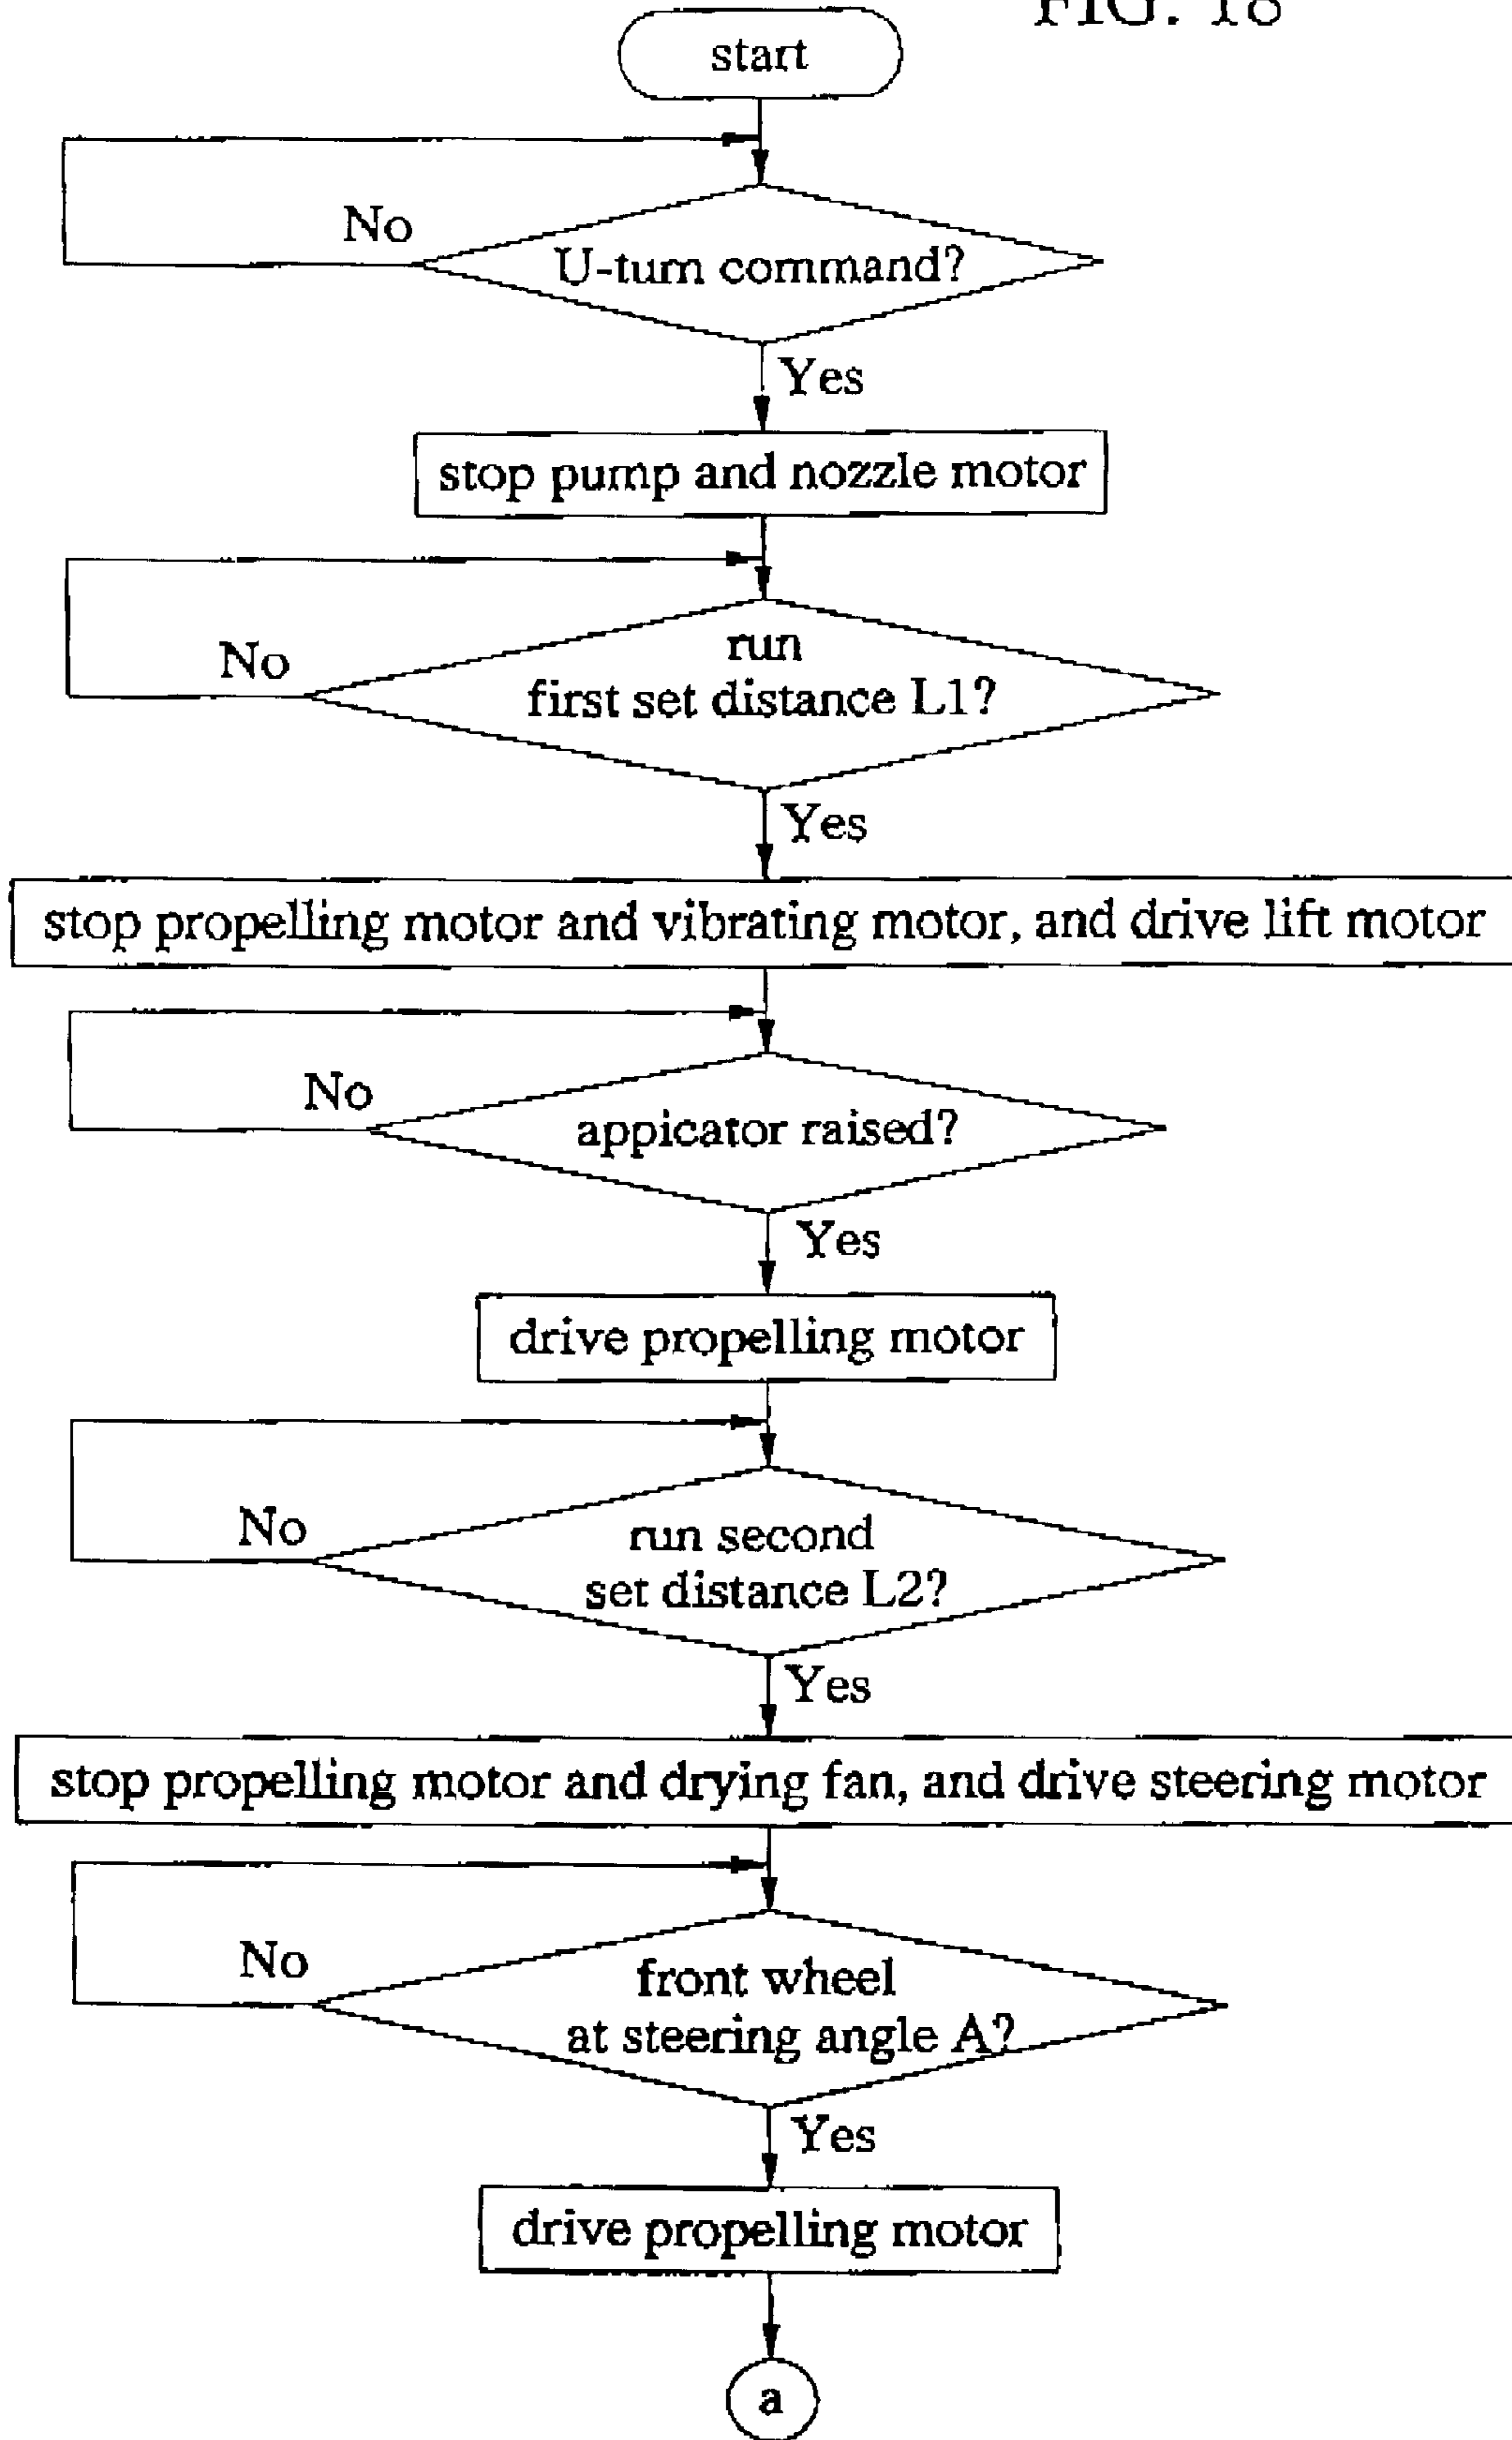 FIG. 18
start
No
U-turn command?
Yes
stop pump and nozzle motor
run
No
first set distance L1?
Yes
stop propelling motor and vibrating motor, and drive lift motor
No
appicator raised?
Yes
drive propelling motor
No
run second
set distance L2?
Yes
stop propelling motor and drying fan, and drive steering motor
No
front wheel
at steering angle A?
Yes
drive propelling motor
a